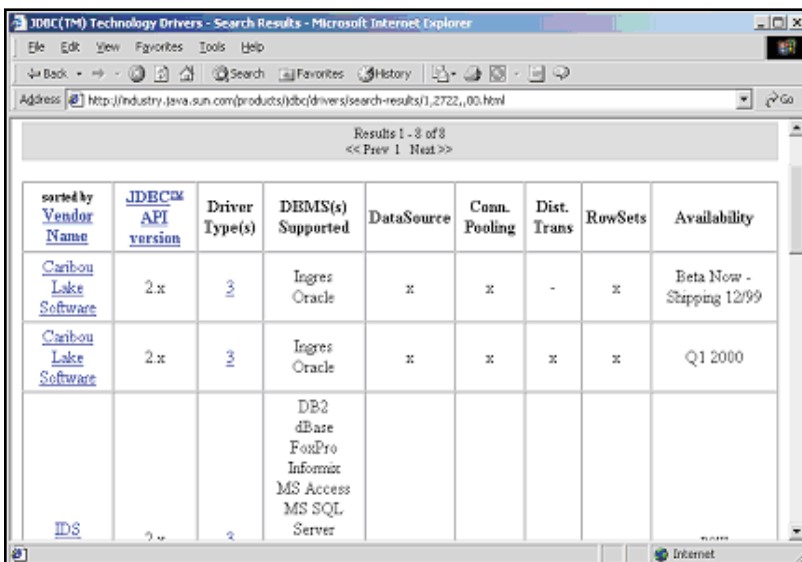 JDBC(TM) Technology Drivers - Search Results - Microsoft Internet Explorer
File Edit View Favorites Tools Help
Back Search Favorites History
Address http://industry.java.sun.com/products/jdbc/drivers/search-results/1,2722,,00.html Go
Results 1 - 8 of 8
<< Prev 1 Next >>
sorted by
Vendor
Name
JDBC™
API
version
Driver
Type(s)
DBMS(s)
Supported
DataSource
Conn.
Pooling
Dist.
Trans
RowSets
Availability
Caribou
Lake
Software
2.x
3
Ingres
Oracle
x
x
-
x
Beta Now -
Shipping 12/99
Caribou
Lake
Software
2.x
3
Ingres
Oracle
x
x
x
x
Q1 2000
IDS
2.x
3
DB2
dBase
FoxPro
Informix
MS Access
MS SQL
Server
Internet